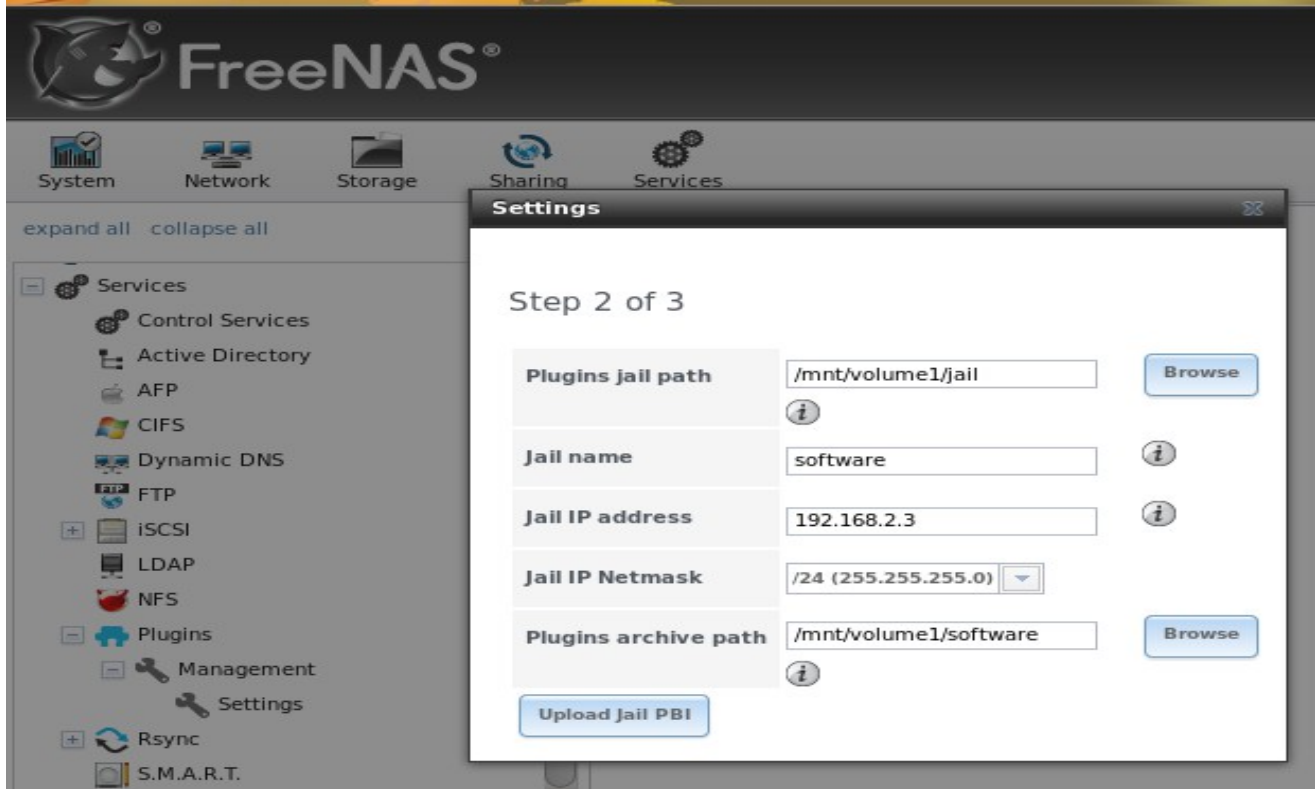 FreeNAS®
System Network Storage Sharing Services
expand all collapse all
Services
Control Services
Active Directory
AFP
CIFS
Dynamic DNS
FTP
FTP
iSCSI
LDAP
NFS
Plugins
Management
Settings
Rsync
S.M.A.R.T.
Settings
Step 2 of 3
Plugins jail path /mnt/volume1/jail Browse
Jail name software
Jail IP address 192.168.2.3
Jail IP Netmask /24 (255.255.255.0)
Plugins archive path /mnt/volume1/software Browse
Upload Jail PBI